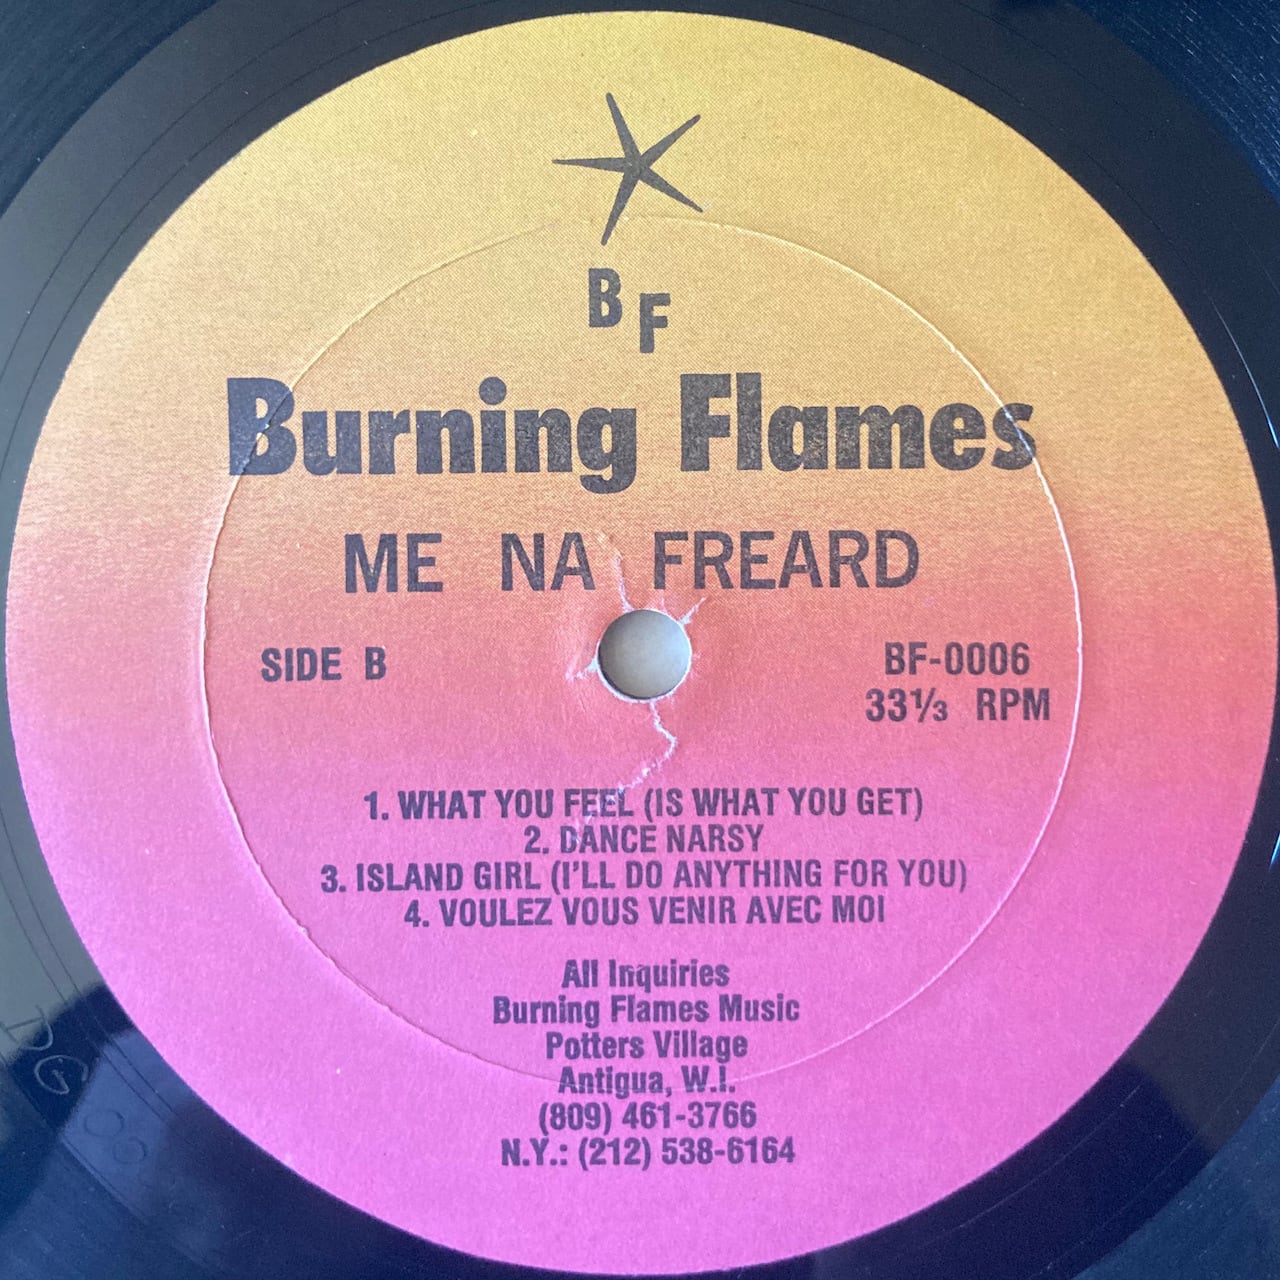 B F
Burning Flames
ME NA FREARD
SIDE B
BF-0006
33⅓ RPM
1. WHAT YOU FEEL (IS WHAT YOU GET)
2. DANCE NARSY
3. ISLAND GIRL (I'LL DO ANYTHING FOR YOU)
4. VOULEZ VOUS VENIR AVEC MOI
All Inquiries
Burning Flames Music
Potters Village
Antigua, W.I.
(809) 461-3766
N.Y.: (212) 538-6164